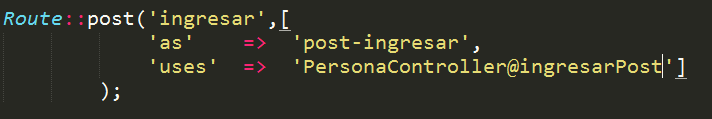 Route::post('ingresar',[
'as' => 'post-ingresar',
'uses' => 'PersonaController@ingresarPost']
);